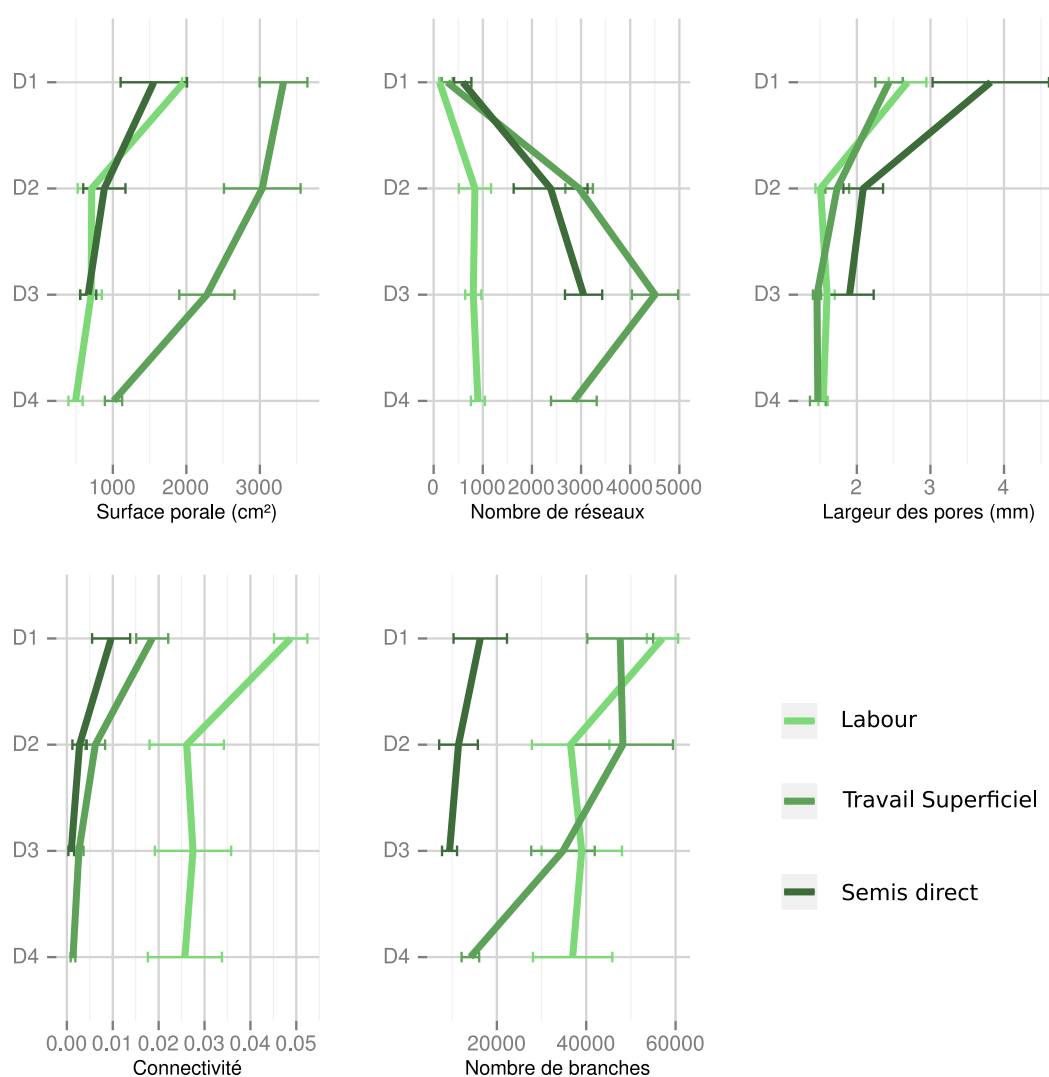 D1
D2
D3
D4
1000 2000 3000
Surface porale (cm²)
D1
D2
D3
D4
0 1000 2000 3000 4000 5000
Nombre de réseaux
D1
D2
D3
D4
2 3 4
Largeur des pores (mm)
D1
D2
D3
D4
0.00 0.01 0.02 0.03 0.04 0.05
Connectivité
D1
D2
D3
D4
20000 40000 60000
Nombre de branches
Labour
Travail Superficiel
Semis direct